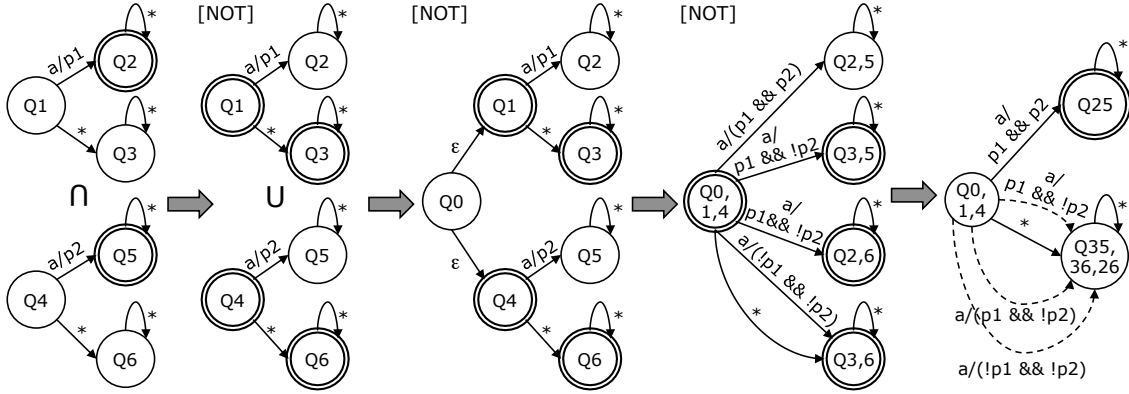 *
a/p1
Q2
Q1
*
*
Q3
∩
*
a/p2
Q5
Q4
*
*
Q6
[NOT]
*
a/p1
Q2
Q1
*
*
Q3
∪
*
a/p2
Q5
Q4
*
*
Q6
[NOT]
*
a/p1
Q2
Q1
*
*
Q3
ε
Q0
ε
*
a/p2
Q5
Q4
*
*
Q6
[NOT]
*
a/(p1 && p2)
Q2,5
*
a/
p1 && !p2
Q3,5
Q0,
1,4
*
a/
p1&& !p2
Q2,6
a/(!p1 && !p2)
*
*
Q3,6
*
Q25
a/
p1 && p2
Q0,
1,4
a/
p1 && !p2
*
*
Q35,
36,26
a/(p1 && !p2)
a/(!p1 && !p2)